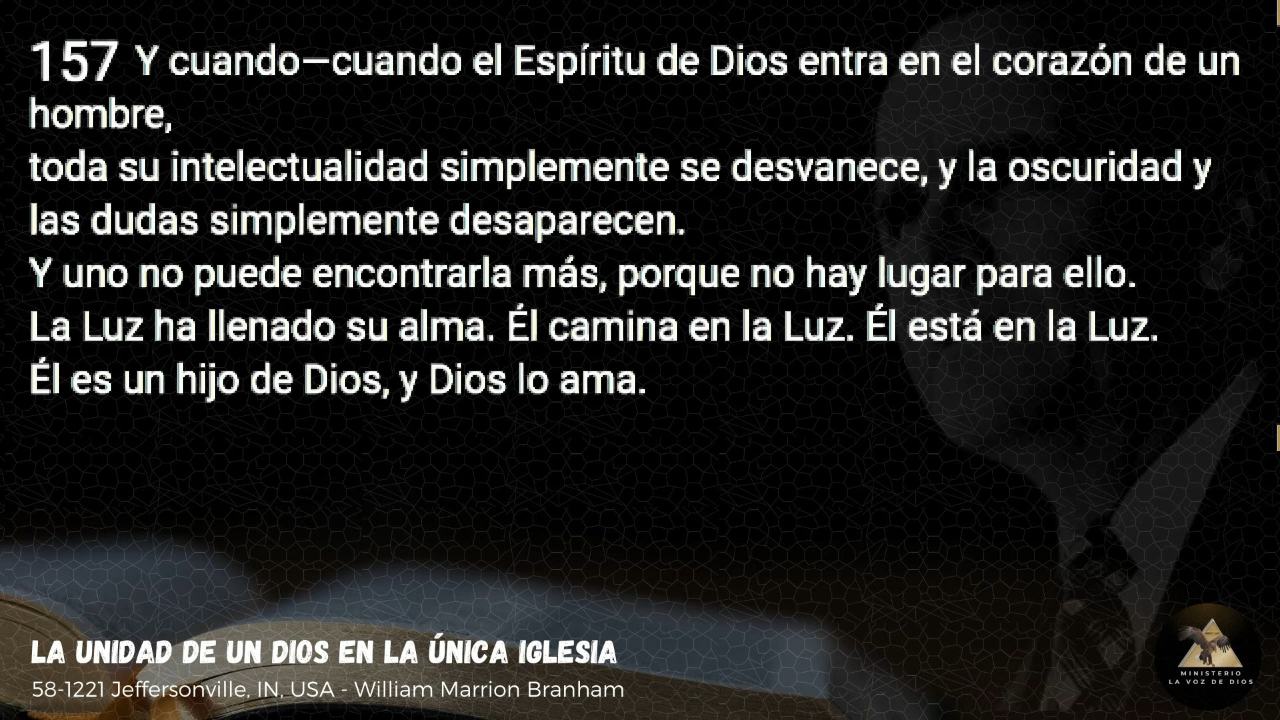 157 Y cuando—cuando el Espíritu de Dios entra en el corazón de un
hombre,
toda su intelectualidad simplemente se desvanece, y la oscuridad y
las dudas simplemente desaparecen.
Y uno no puede encontrarla más, porque no hay lugar para ello.
La Luz ha llenado su alma. Él camina en la Luz. Él está en la Luz.
Él es un hijo de Dios, y Dios lo ama.
LA UNIDAD DE UN DIOS EN LA ÚNICA IGLESIA
58-1221 Jeffersonville, IN, USA - William Marrion Branham
MINISTERIO
LA VOZ DE DIOS